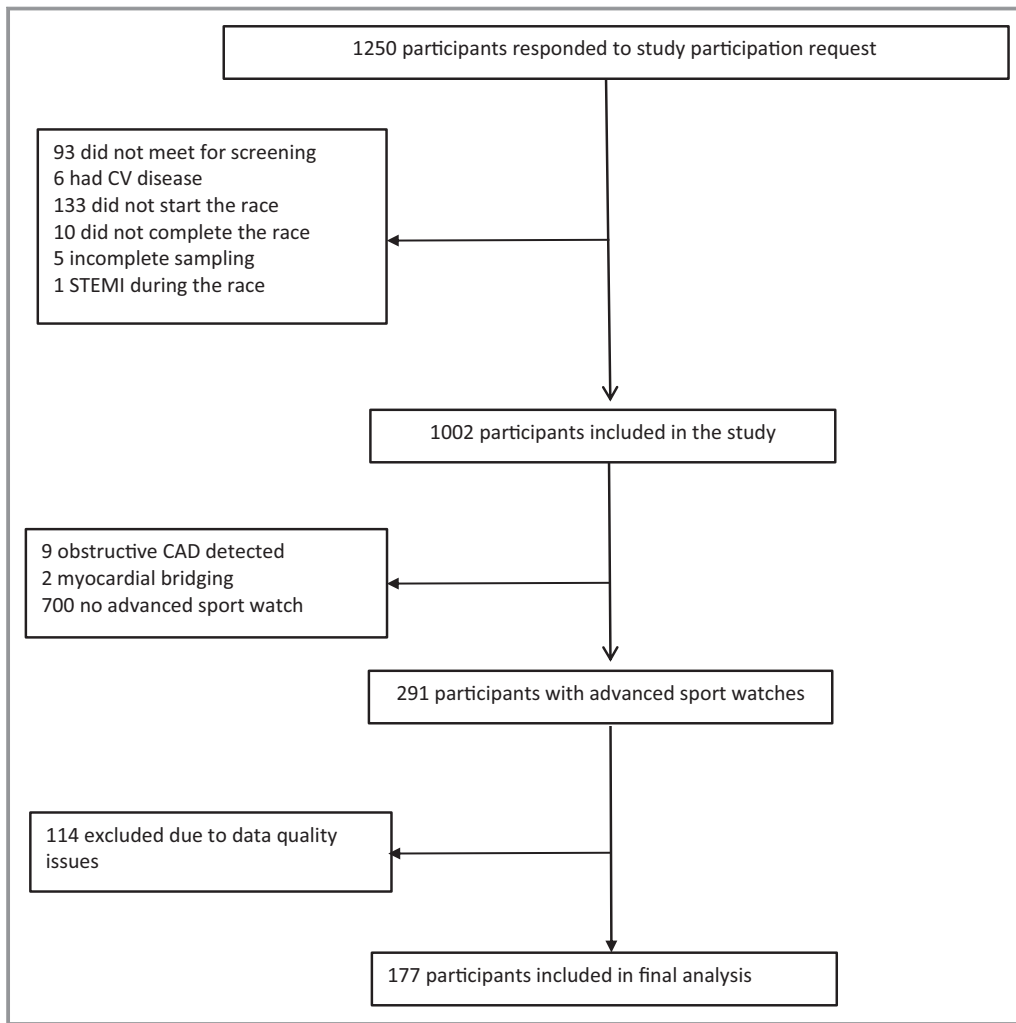 1250 participants responded to study participation request
93 did not meet for screening
6 had CV disease
133 did not start the race
10 did not complete the race
5 incomplete sampling
1 STEMI during the race
1002 participants included in the study
9 obstructive CAD detected
2 myocardial bridging
700 no advanced sport watch
291 participants with advanced sport watches
114 excluded due to data quality
issues
177 participants included in final analysis